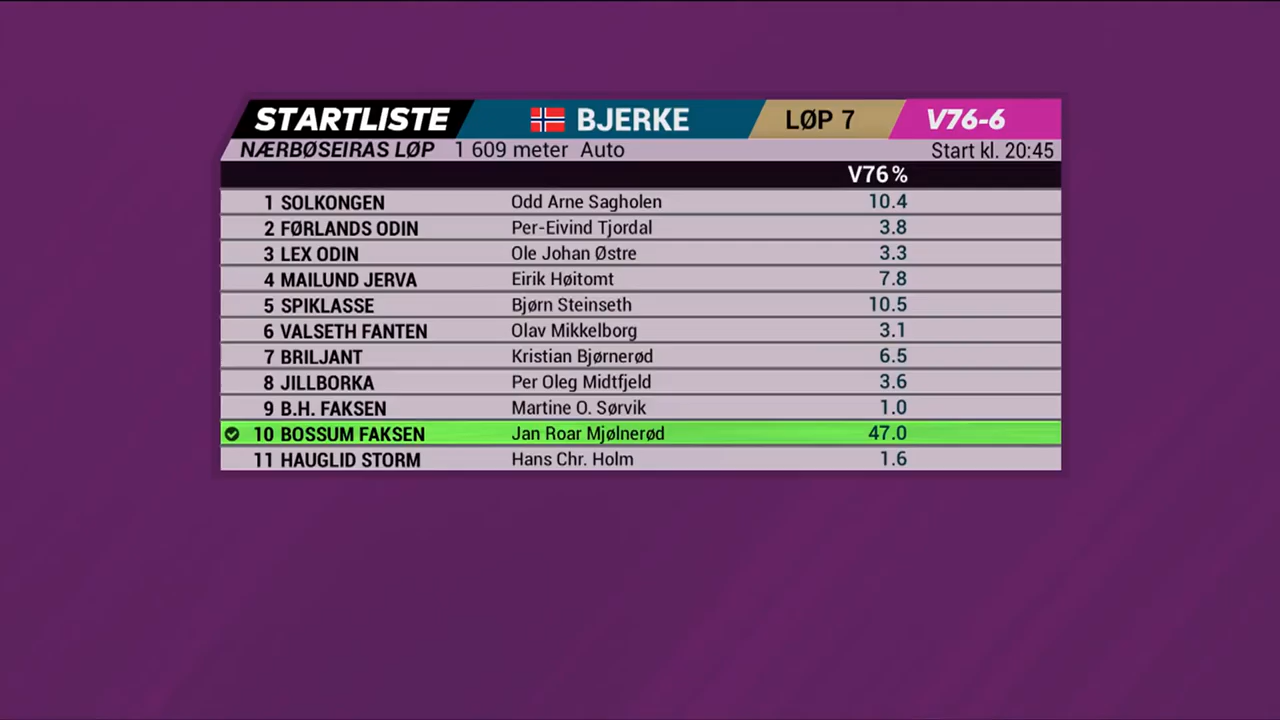 STARTLISTE BJERKE LØP 7 V76-6
NÆRBØSEIRAS LØP 1 609 meter Auto Start kl. 20:45
V76%
1 SOLKONGEN Odd Arne Sagholen 10.4
2 FØRLANDS ODIN Per-Eivind Tjordal 3.8
3 LEX ODIN Ole Johan Østre 3.3
4 MAILUND JERVA Eirik Høitomt 7.8
5 SPIKLASSE Bjørn Steinseth 10.5
6 VALSETH FANTEN Olav Mikkelborg 3.1
7 BRILJANT Kristian Bjørnerød 6.5
8 JILLBORKA Per Oleg Midtfjeld 3.6
9 B.H. FAKSEN Martine O. Sørvik 1.0
10 BOSSUM FAKSEN Jan Roar Mjølnerød 47.0
11 HAUGLID STORM Hans Chr. Holm 1.6